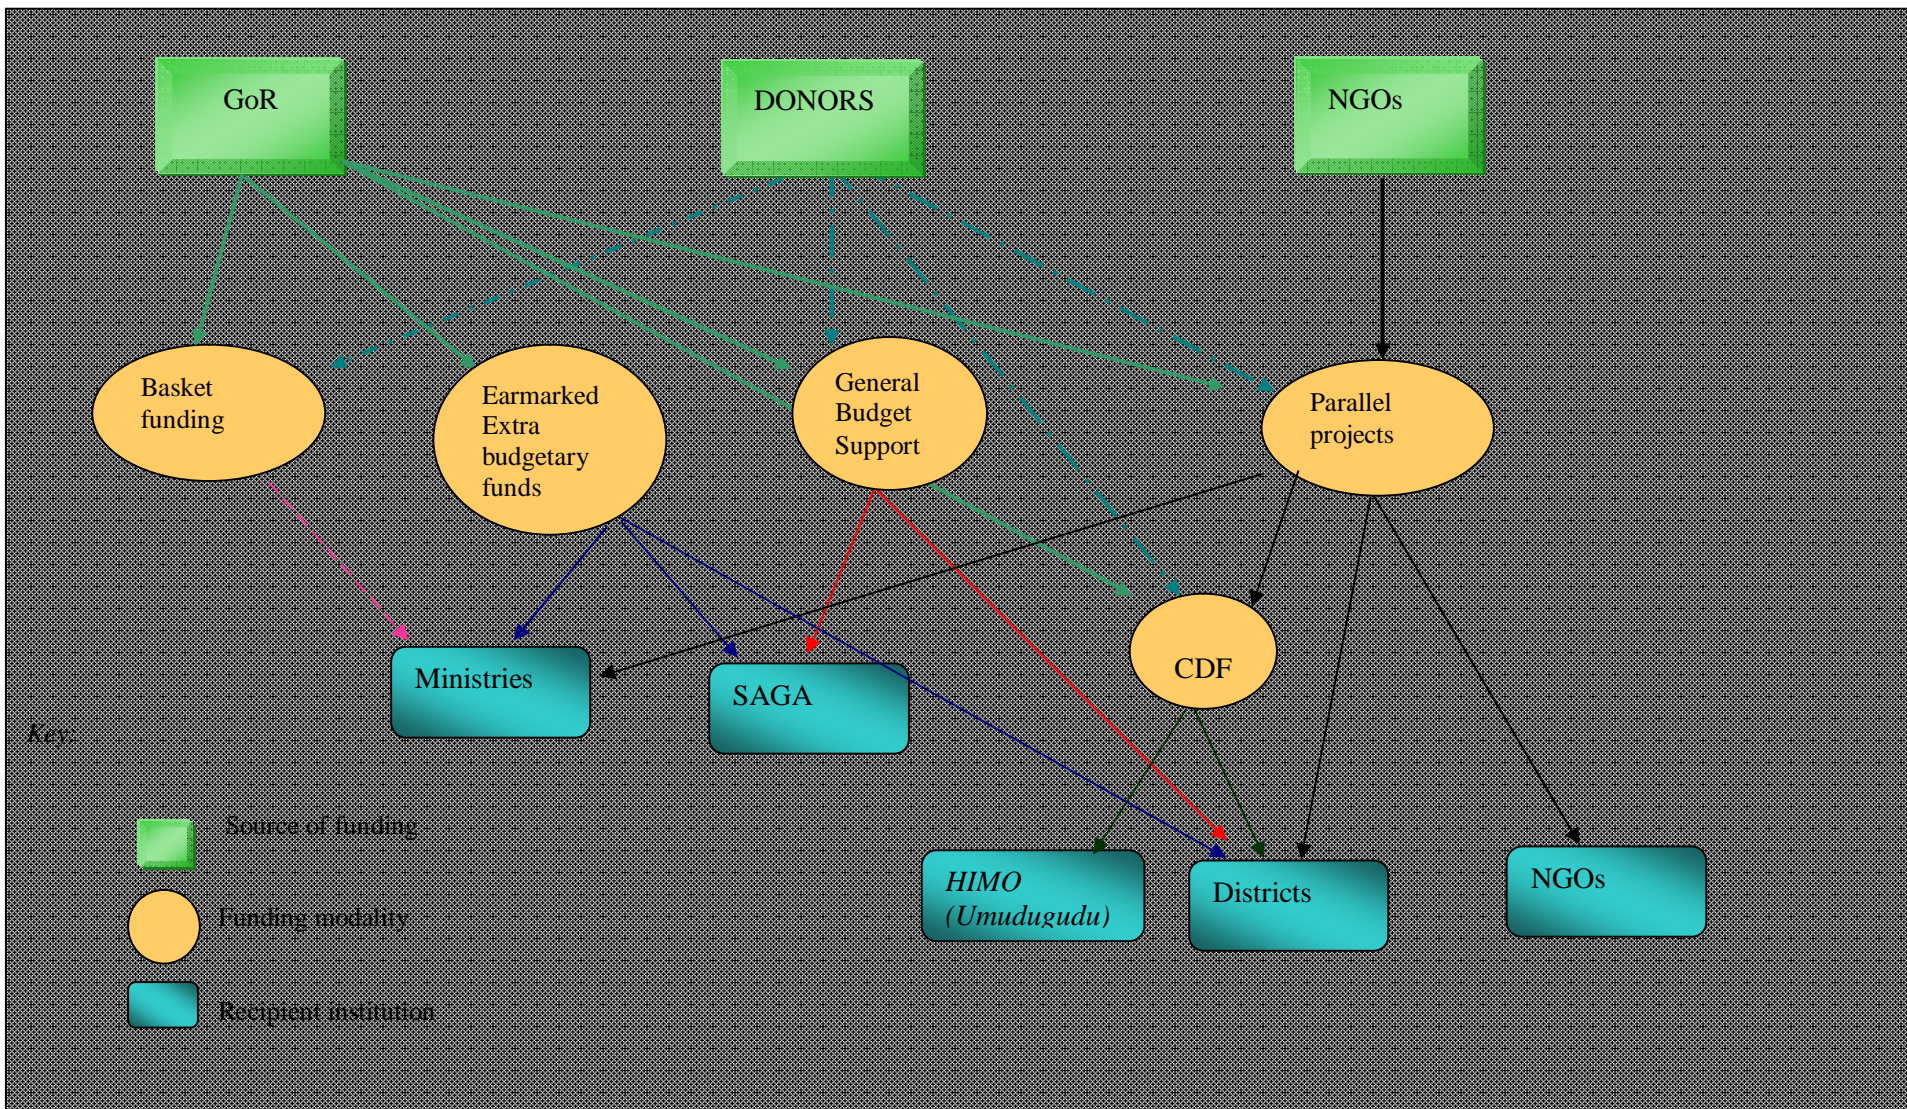 GoR
DONORS
NGOs
Basket
funding
Earmarked
Extra
budgetary
funds
General
Budget
Support
Parallel
projects
Ministries
SAGA
CDF
Key:
Source of funding
Funding modality
Recipient institution
HIMO
(Umudugudu)
Districts
NGOs